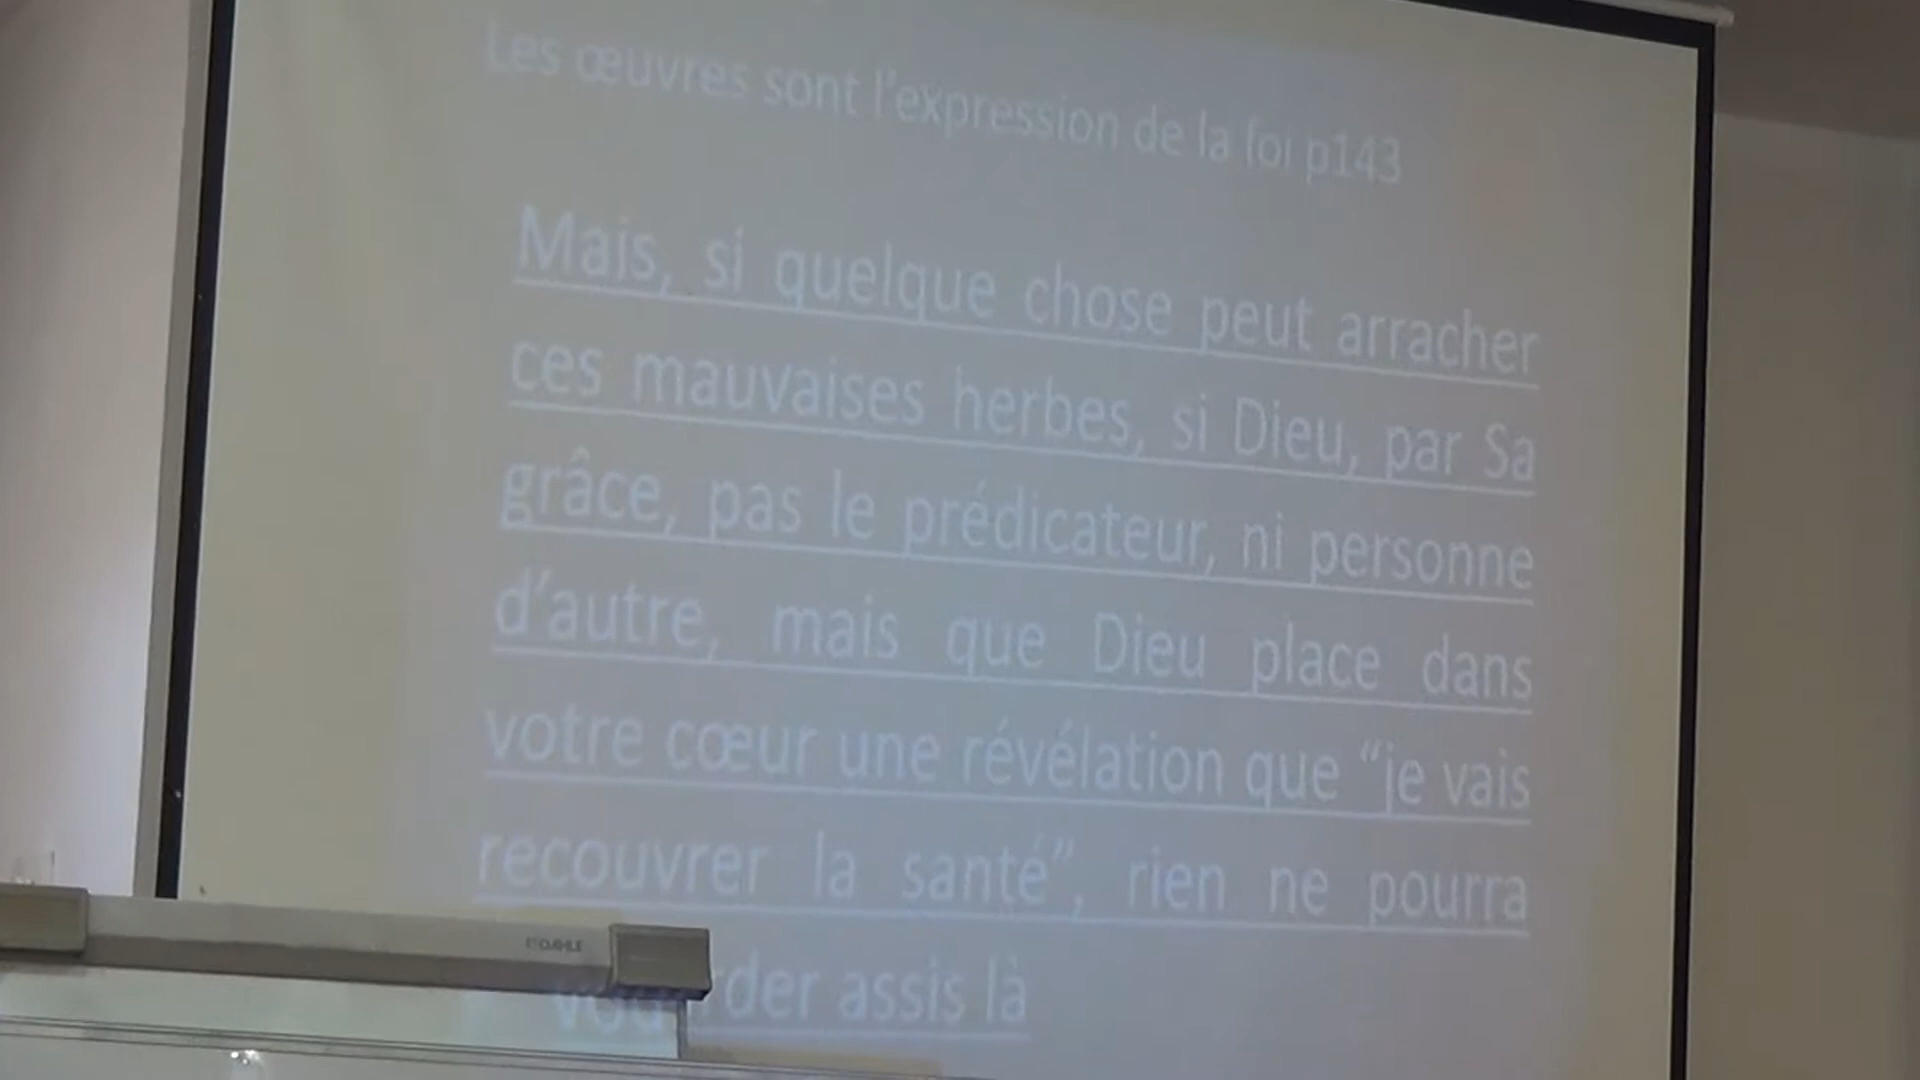 Les œuvres sont l'expression de la foi p143
Mais, si quelque chose peut arracher
ces mauvaises herbes, si Dieu, par Sa
grâce, pas le prédicateur, ni personne
d'autre, mais que Dieu place dans
votre cœur une révélation que “je vais
recouvrer la santé”, rien ne pourra
assis là
DAHLE